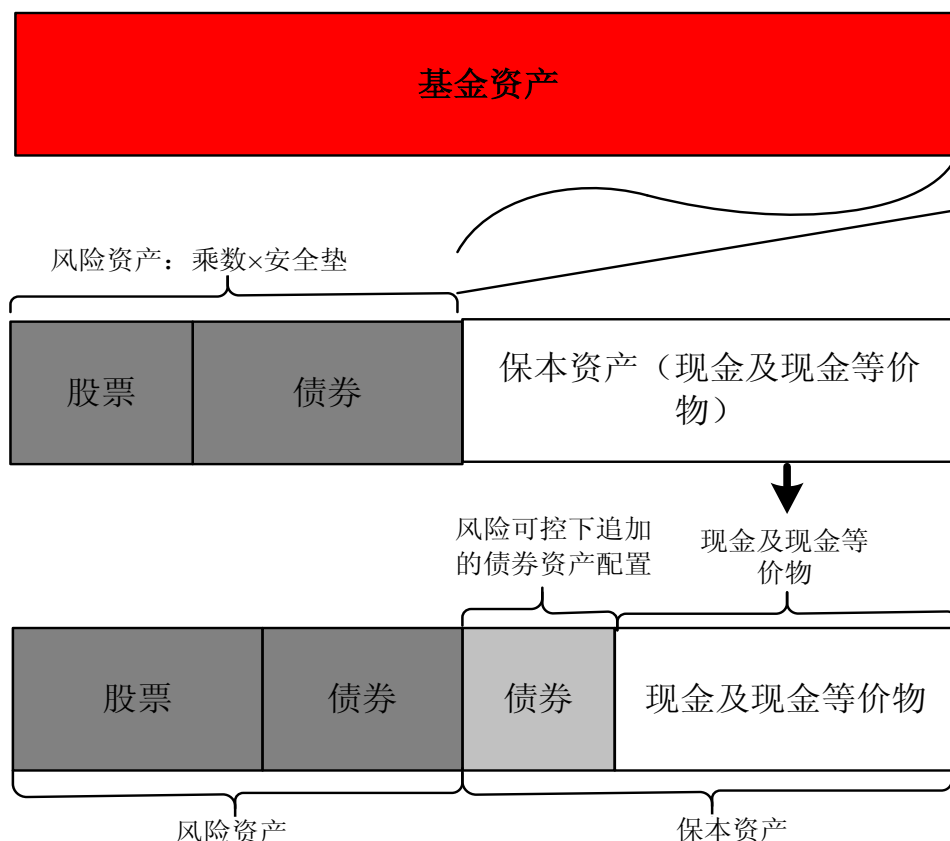 基金资产
风险资产：乘数×安全垫
股票
债券
保本资产（现金及现金等价
物）
风险可控下追加
的债券资产配置
现金及现金等
价物
股票
债券
债券
现金及现金等价物
风险资产
保本资产